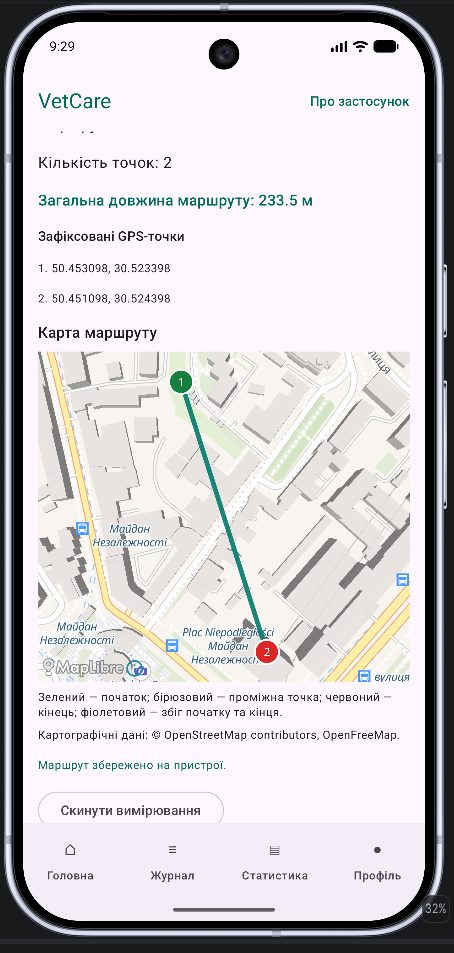 9:29
VetCare
Про застосунок
Кількість точок: 2
Загальна довжина маршруту: 233.5 м
Зафіксовані GPS-точки
1. 50.453098, 30.523398
2. 50.451098, 30.524398
Карта маршруту
1
Майдан
Незалежності
Майдан
Незалежності
Plac Niepodległości
Майдан
2
MapLibre
вулиця
Зелений — початок; бірюзовий — проміжна точка; червоний —
кінець; фіолетовий — збіг початку та кінця.
Картографічні дані: © OpenStreetMap contributors, OpenFreeMap.
Маршрут збережено на пристрої.
Скинути вимірювання
Головна
Журнал
Статистика
Профіль
32%